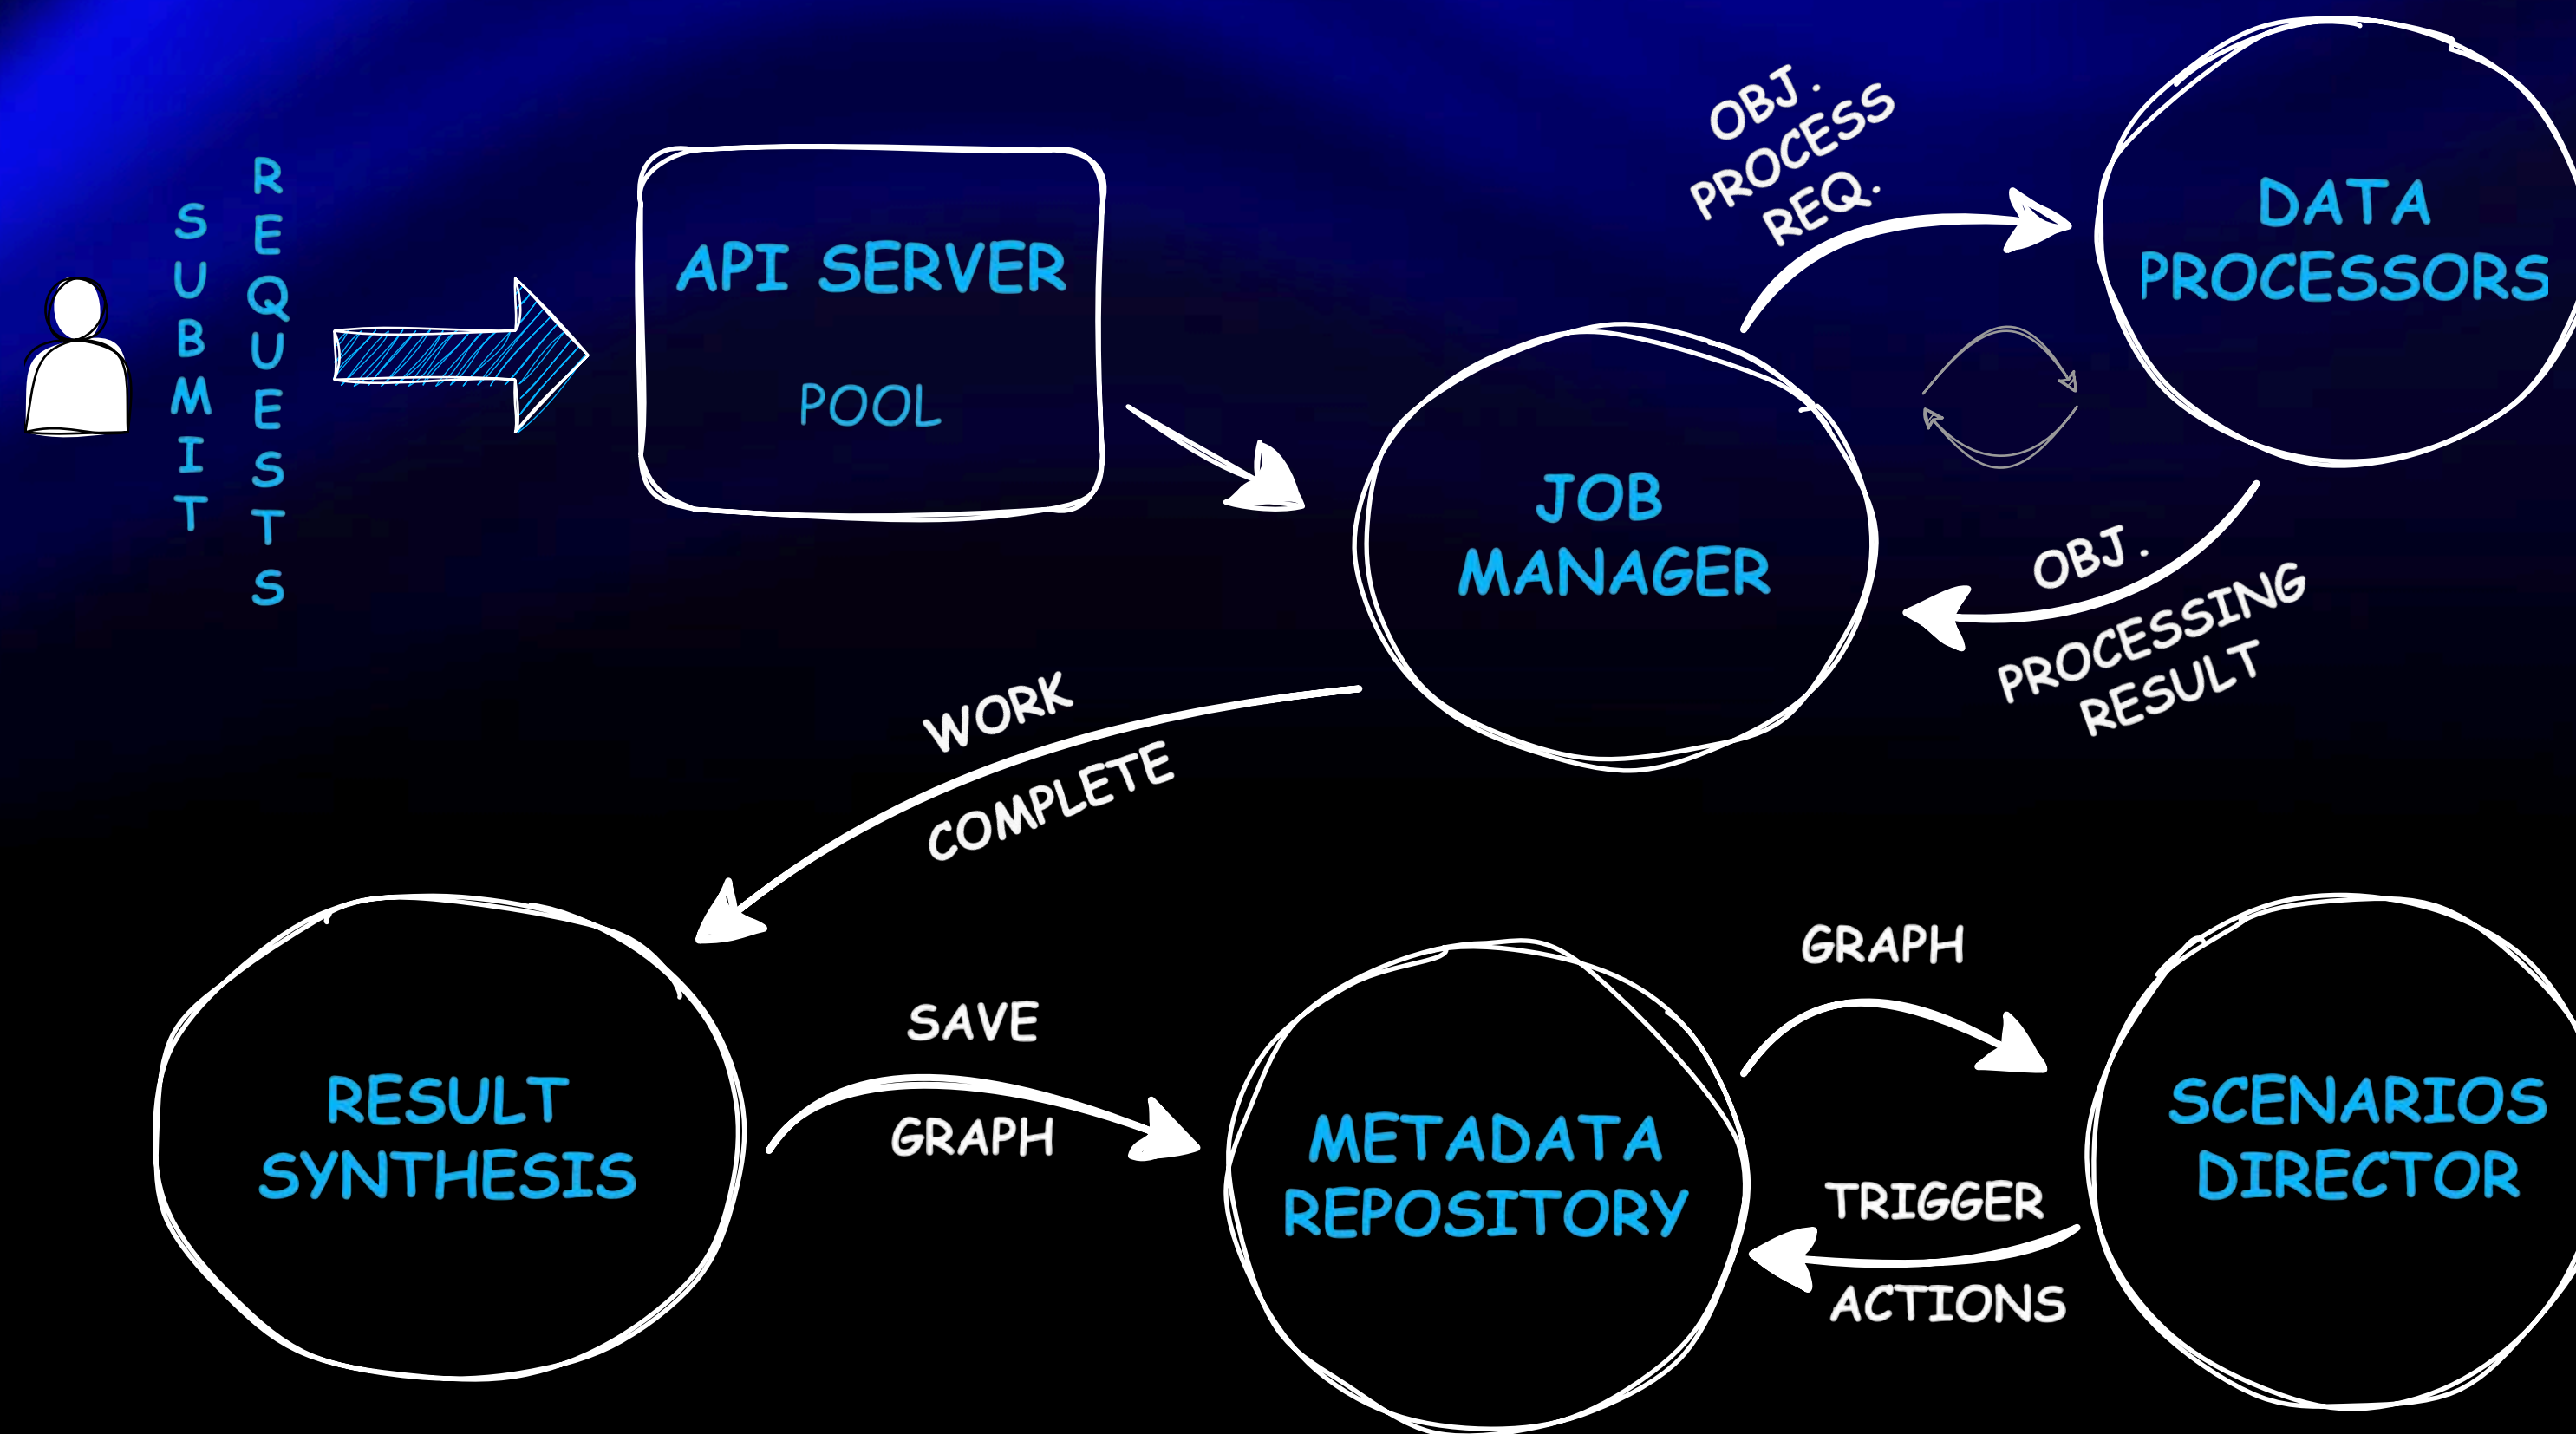 SUBMIT
REQUESTS
API SERVER
POOL
OBJ.
PROCESS
REQ.
DATA
PROCESSORS
JOB
MANAGER
OBJ.
PROCESSING
RESULT
WORK
COMPLETE
RESULT
SYNTHESIS
SAVE
GRAPH
METADATA
REPOSITORY
GRAPH
TRIGGER
ACTIONS
SCENARIOS
DIRECTOR